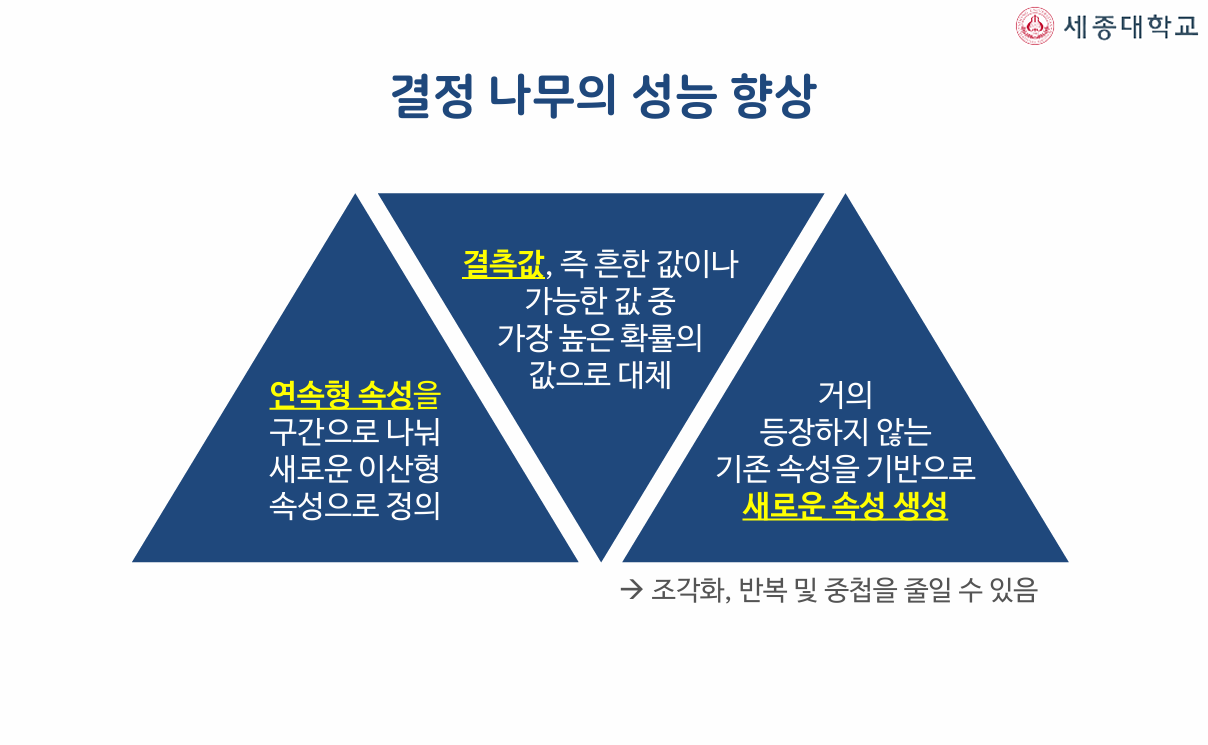 세종대학교
결정 나무의 성능 향상
연속형 속성을
구간으로 나눠
새로운 이산형
속성으로 정의
결측값, 즉 흔한 값이나
가능한 값 중
가장 높은 확률의
값으로 대체
거의
등장하지 않는
기존 속성을 기반으로
새로운 속성 생성
→ 조각화, 반복 및 중첩을 줄일 수 있음